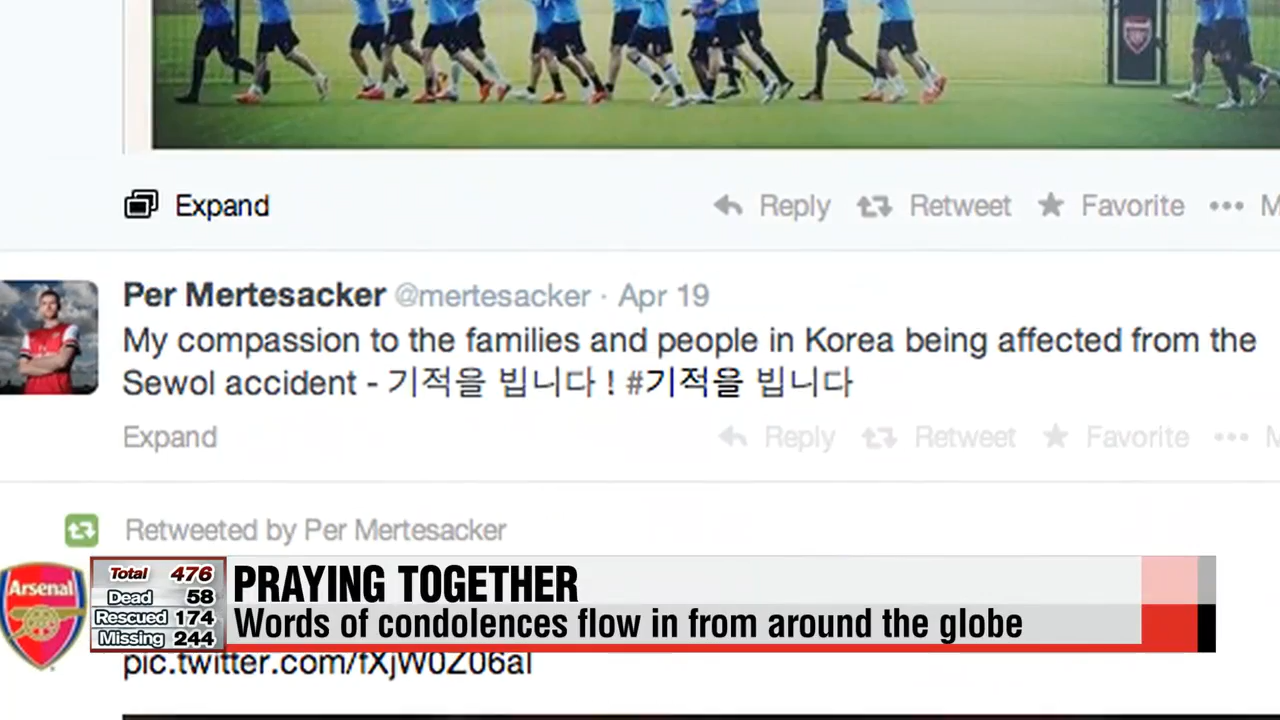 Arsenal
Expand
Reply Retweet Favorite
Per Mertesacker @mertesacker · Apr 19
My compassion to the families and people in Korea being affected from the
Sewol accident - 기적을 빕니다 ! #기적을 빕니다
Expand
Reply Retweet Favorite
Retweeted by Per Mertesacker
Arsenal
Total 476
Dead 58
Rescued 174
Missing 244
PRAYING TOGETHER
Words of condolences flow in from around the globe